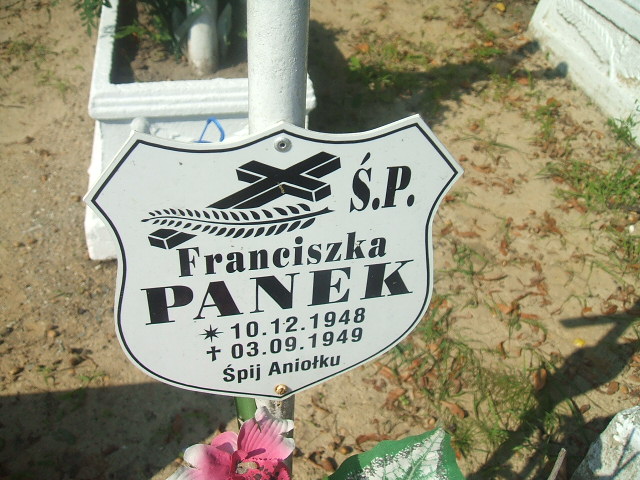 Ś.P.
Franciszka
PANEK
✶ 10.12.1948
✝ 03.09.1949
Śpij Aniołku